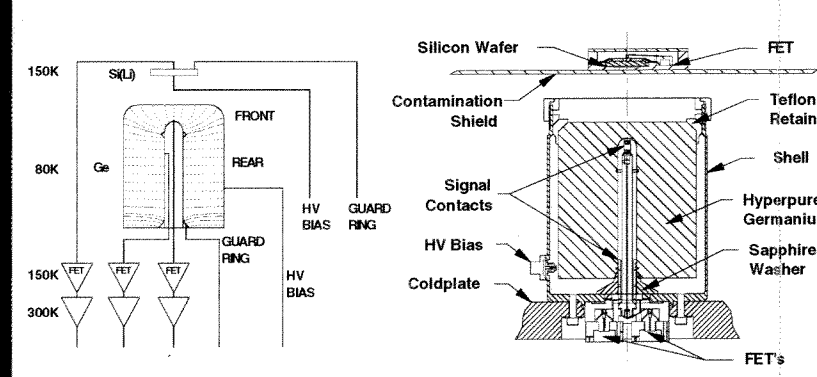 150K
Si(Li)
FRONT
Ge
REAR
80K
HV
BIAS
GUARD
RING
GUARD
RING
HV
BIAS
150K
FET
FET
FET
300K
Silicon Wafer
FET
Contamination
Shield
Teflon
Retain
Shell
Signal
Contacts
Hyperpure
Germaniu
HV Bias
Sapphire
Washer
Coldplate
FET's